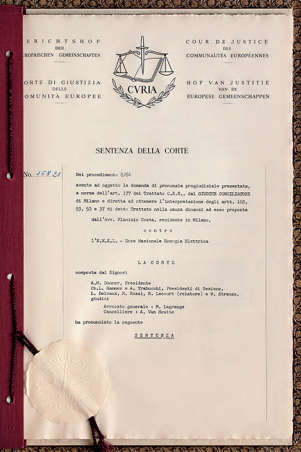 GERICHTSHOF
DER
EUROPÄISCHEN GEMEINSCHAFTEN
COUR DE JUSTICE
DES
COMMUNAUTÉS EUROPÉENNES
CORTE DI GIUSTIZIA
DELLE
COMUNITÀ EUROPEE
CVRIA
HOF VAN JUSTITIE
VAN DE
EUROPESE GEMEENSCHAPPEN
SENTENZA DELLA CORTE
No.
Nel procedimento 6/64
avente ad oggetto la domanda di pronunzia pregiudiziale presentata,
a norma dell'art. 177 del Trattato C.E.E., dal GIUDICE CONCILIATORE
di Milano e diretta ad ottenere l'interpretazione degli artt. 102,
93, 53 e 37 di detto Trattato nella causa dinanzi ad esso proposta
dall'Avv. Flaminio Costa, residente in Milano,
contro
l'E.N.E.L. - Ente Nazionale Energia Elettrica
LA CORTE
composta dai Signori
A.M. Donner, Presidente
Ch.L. Hammes e A. Trabucchi, Presidenti di Sezione,
L. Delvaux, R. Rossi, R. Lecourt (relatore) e W. Strauss,
giudici
Avvocato generale : M. Lagrange
Cancelliere : A. Van Houtte
ha pronunziato la seguente
SENTENZA